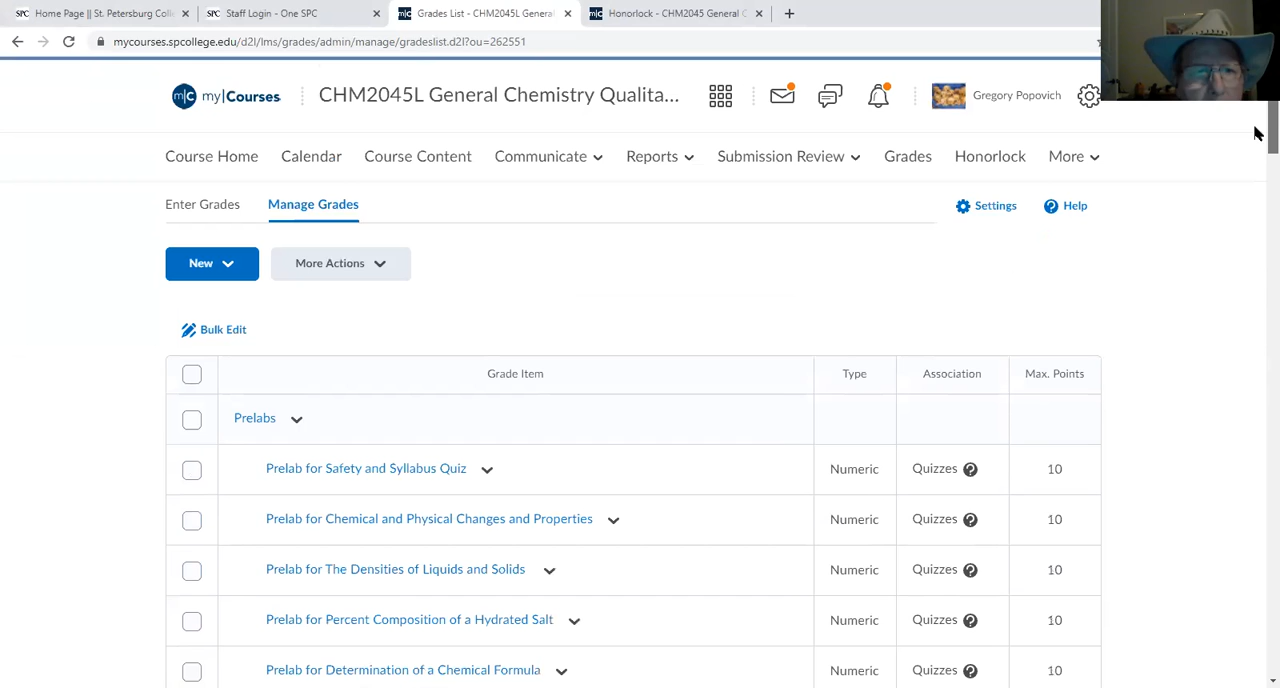 SPC Home Page || St. Petersburg Coll
SPC Staff Login - One SPC
m|c Grades List - CHM2045L General
m|c Honorlock - CHM2045 General C
mycourses.spcollege.edu/d2l/lms/grades/admin/manage/gradeslist.d2l?ou=262551
m|c my|Courses CHM2045L General Chemistry Qualita... Gregory Popovich
Course Home Calendar Course Content Communicate Reports Submission Review Grades Honorlock More
Enter Grades Manage Grades Settings Help
New More Actions
Bulk Edit
Grade Item Type Association Max. Points
Prelabs
Prelab for Safety and Syllabus Quiz Numeric Quizzes ? 10
Prelab for Chemical and Physical Changes and Properties Numeric Quizzes ? 10
Prelab for The Densities of Liquids and Solids Numeric Quizzes ? 10
Prelab for Percent Composition of a Hydrated Salt Numeric Quizzes ? 10
Prelab for Determination of a Chemical Formula Numeric Quizzes ? 10